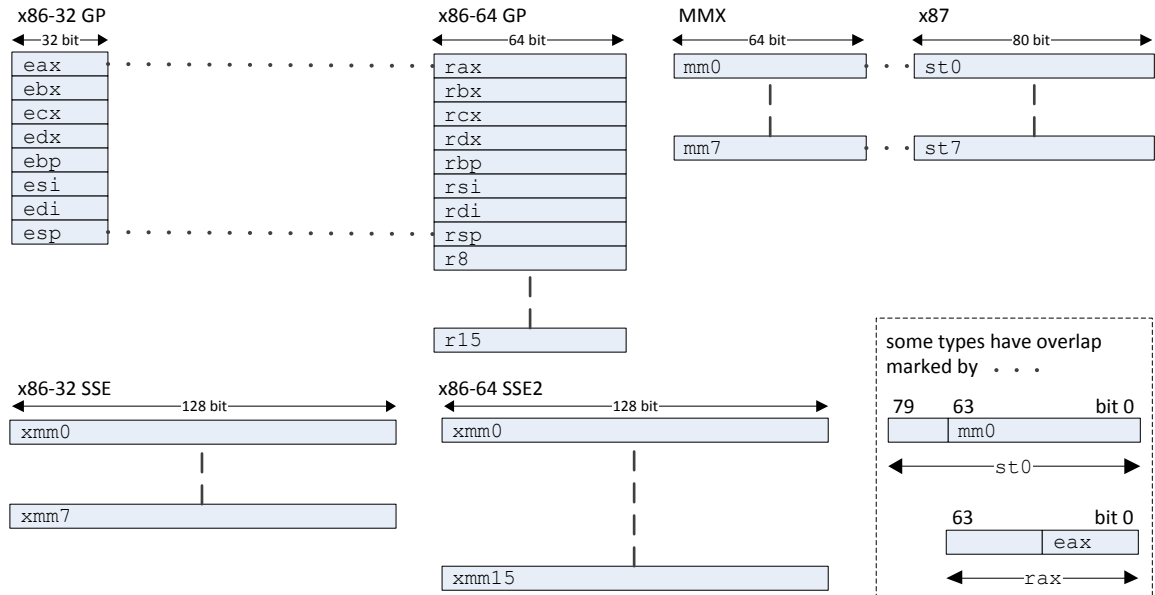 x86-32 GP
32 bit
eax
ebx
ecx
edx
ebp
esi
edi
esp
x86-64 GP
64 bit
rax
rbx
rcx
rdx
rbp
rsi
rdi
rsp
r8
r15
MMX
64 bit
mm0
mm7
x87
80 bit
st0
st7
x86-32 SSE
128 bit
xmm0
xmm7
x86-64 SSE2
128 bit
xmm0
xmm15
some types have overlap
marked by . . .
79 63 bit 0
mm0
st0
63 bit 0
eax
rax